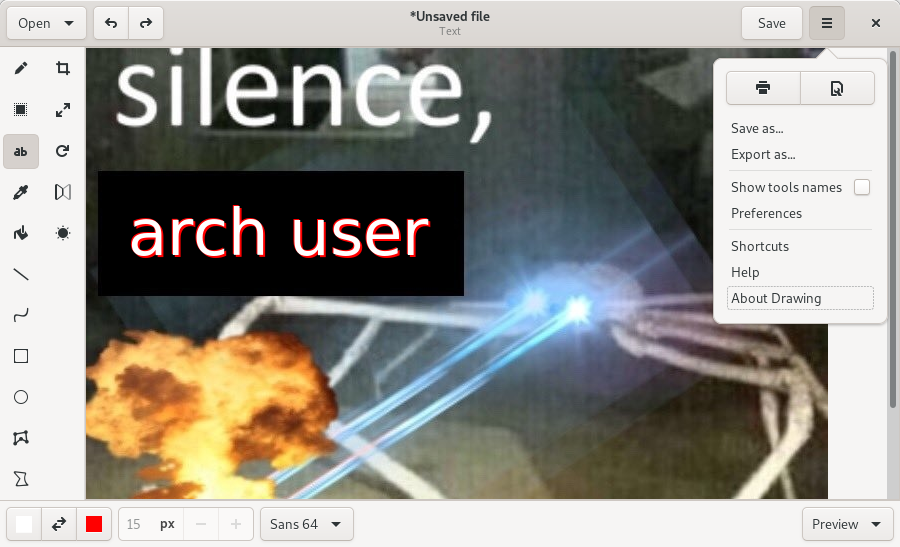 Open
*Unsaved file
Text
Save
silence,
arch user
Save as...
Export as...
Show tools names
Preferences
Shortcuts
Help
About Drawing
ab
15 px
Sans 64
Preview